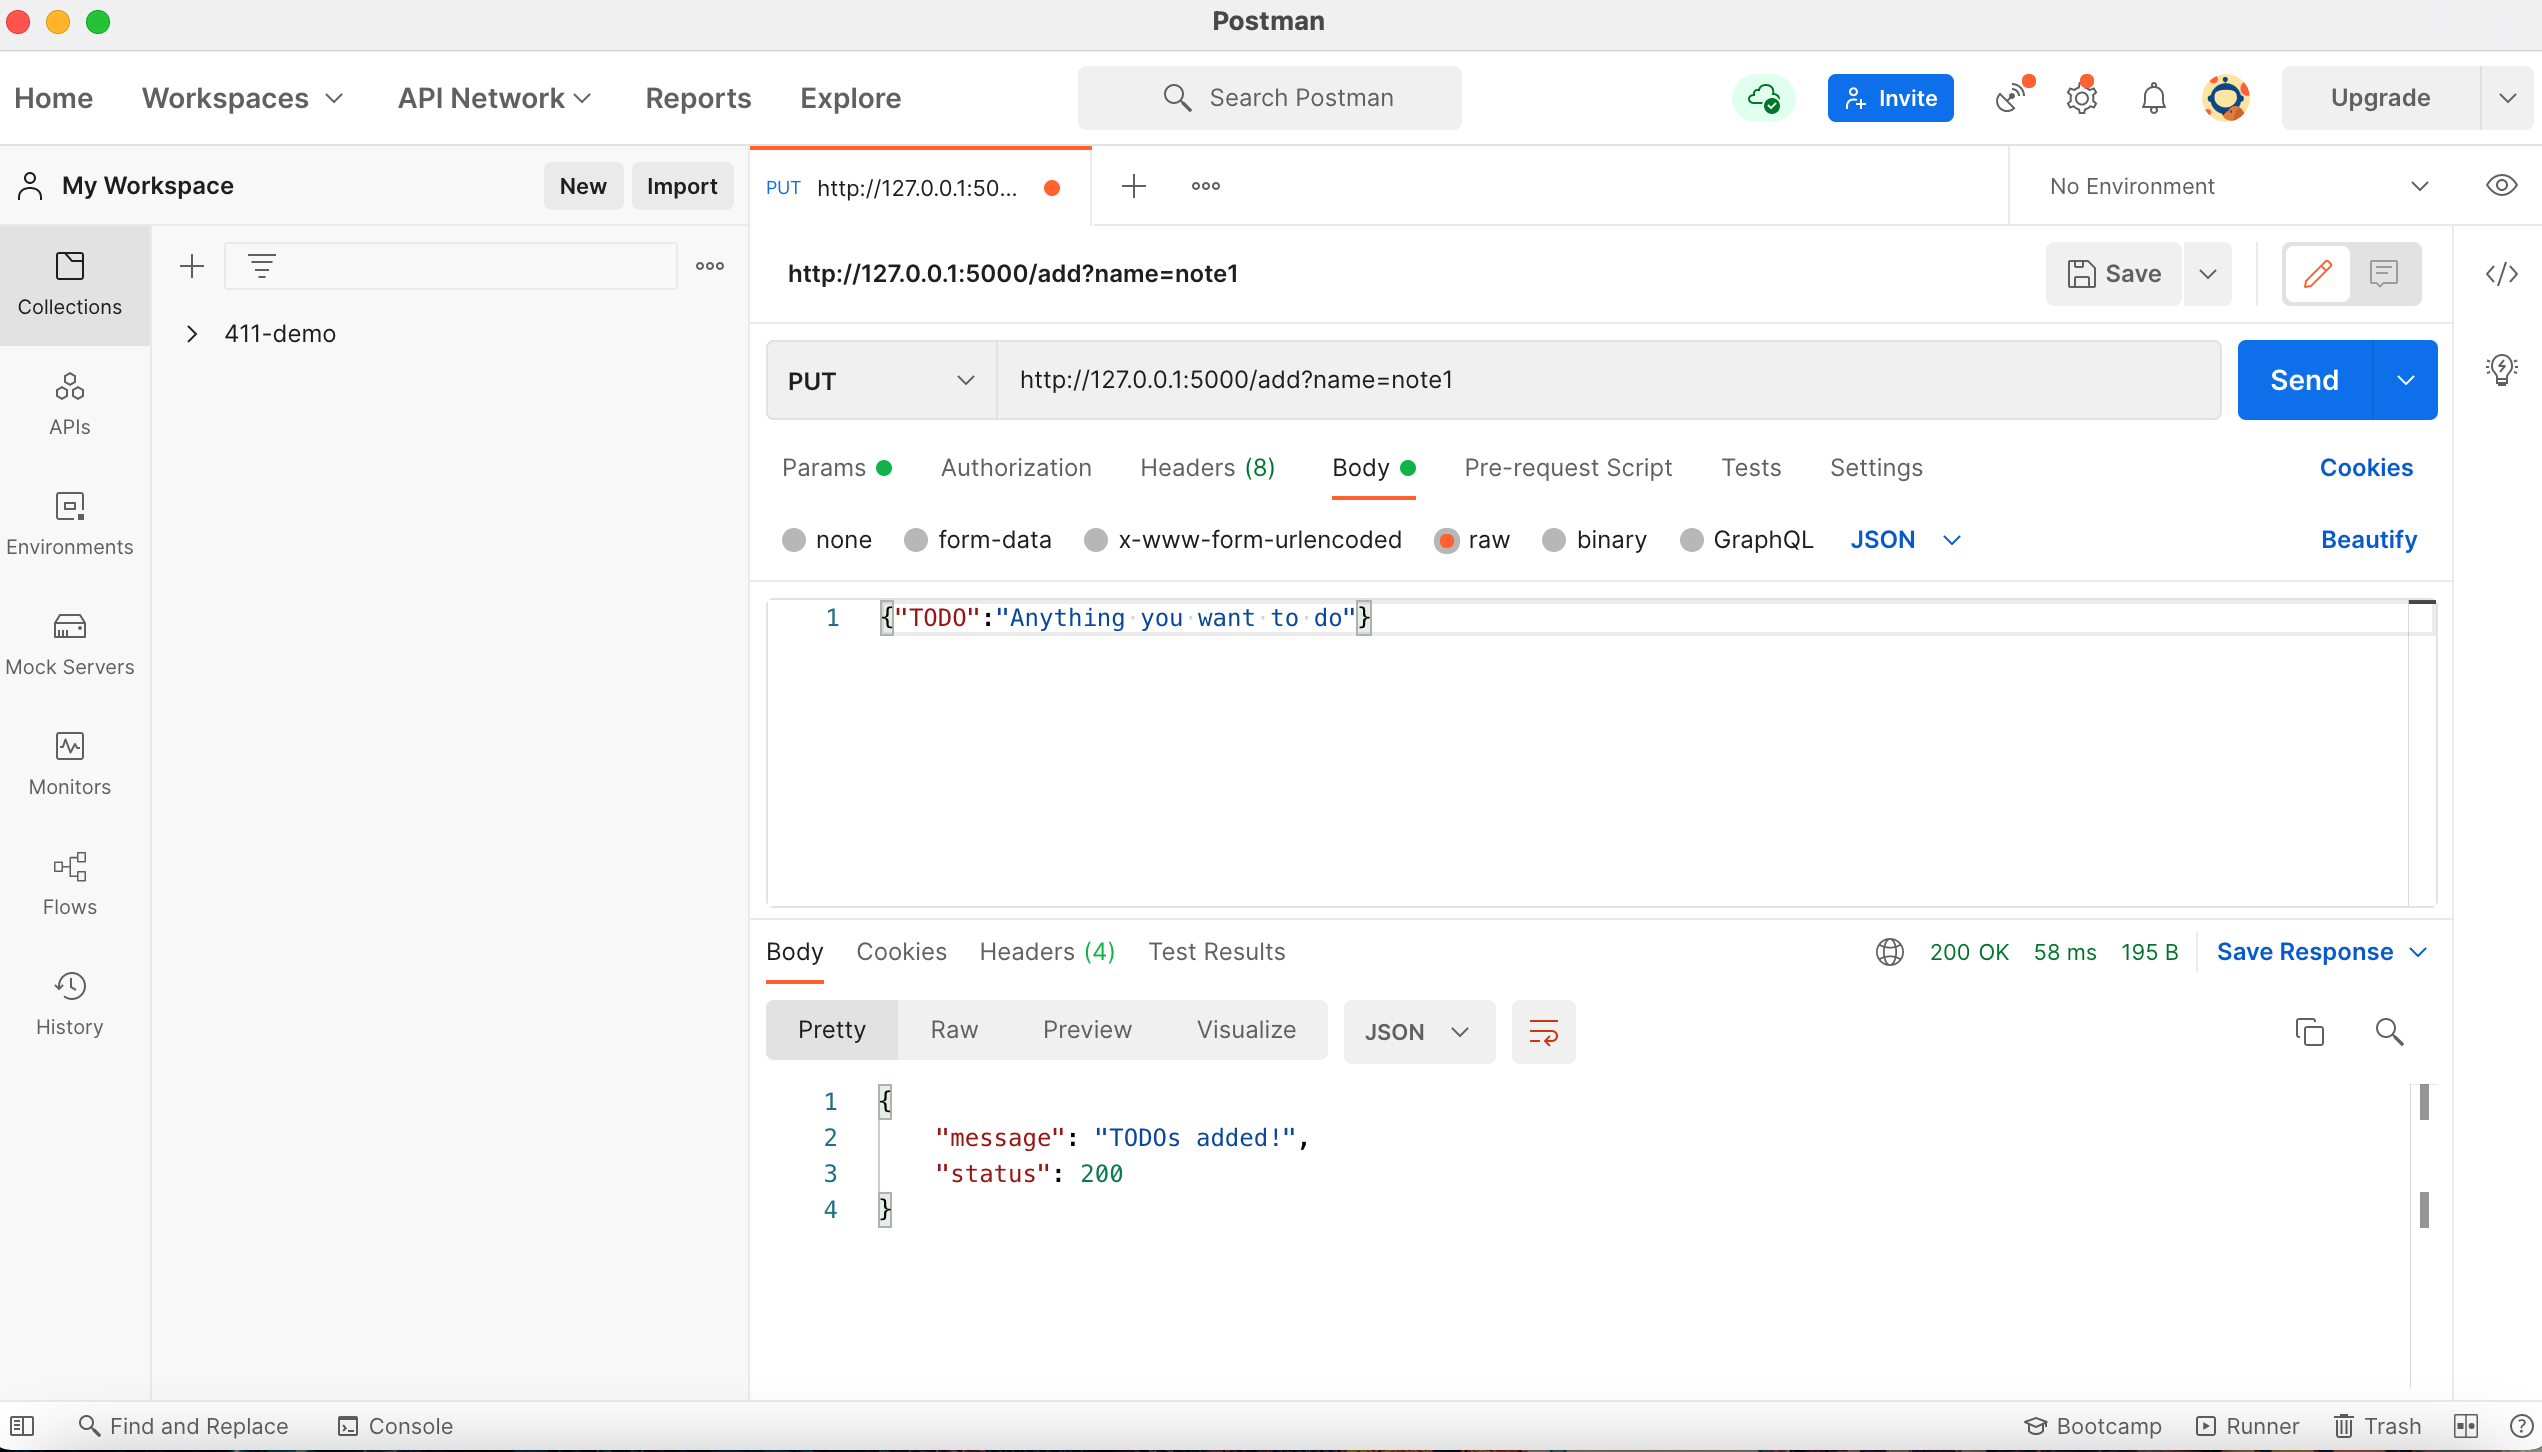 Postman
Home Workspaces API Network Reports Explore Search Postman Invite Upgrade
My Workspace New Import PUT http://127.0.0.1:50... No Environment
http://127.0.0.1:5000/add?name=note1 Save
Collections
411-demo
PUT http://127.0.0.1:5000/add?name=note1 Send
APIs
Params Authorization Headers (8) Body Pre-request Script Tests Settings Cookies
Environments
none form-data x-www-form-urlencoded raw binary GraphQL JSON Beautify
1 {"TODO":"Anything you want to do"}
Mock Servers
Monitors
Flows
Body Cookies Headers (4) Test Results 200 OK 58 ms 195 B Save Response
History
Pretty Raw Preview Visualize JSON
1 {
2 "message": "TODOs added!",
3 "status": 200
4 }
Find and Replace Console Bootcamp Runner Trash